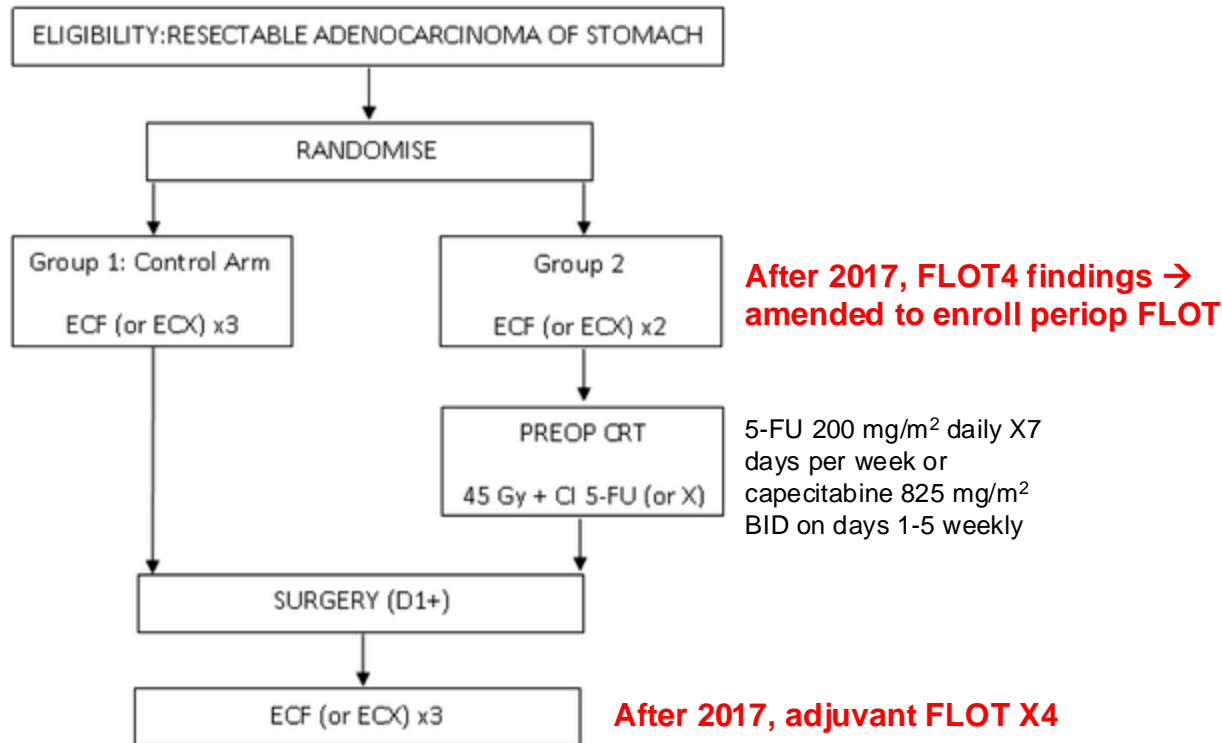 ELIGIBILITY:RESECTABLE ADENOCARCINOMA OF STOMACH
RANDOMISE
Group 1: Control Arm
ECF (or ECX) x3
Group 2
ECF (or ECX) x2
After 2017, FLOT4 findings →
amended to enroll periop FLOT
PREOP CRT
45 Gy + CI 5-FU (or X)
5-FU 200 mg/m² daily X7
days per week or
capecitabine 825 mg/m²
BID on days 1-5 weekly
SURGERY (D1+)
ECF (or ECX) x3
After 2017, adjuvant FLOT X4